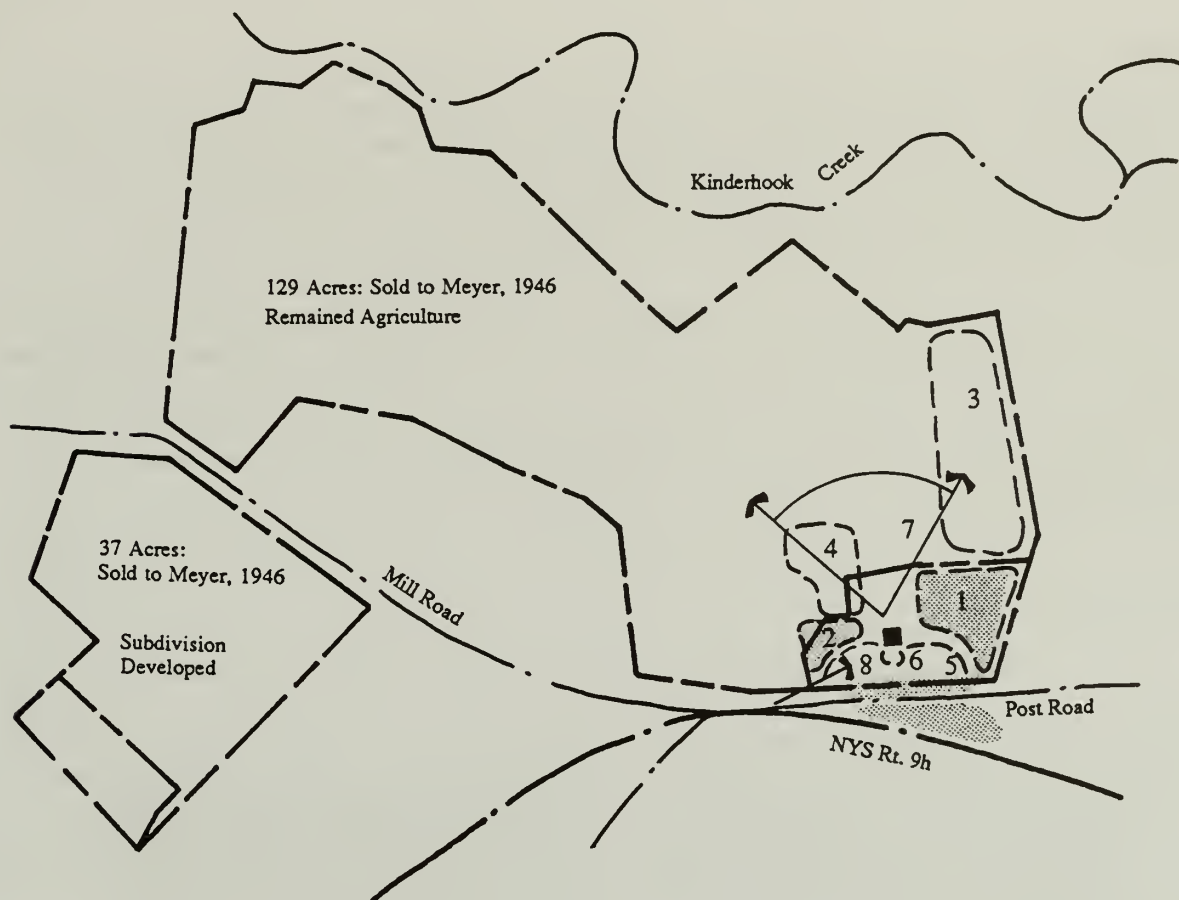 Kinderhook Creek
129 Acres: Sold to Meyer, 1946
Remained Agriculture
3
7
4
37 Acres:
Sold to Meyer, 1946
Mill Road
1
Subdivision
Developed
2
8
6
5
Post Road
NYS Rt. 9h